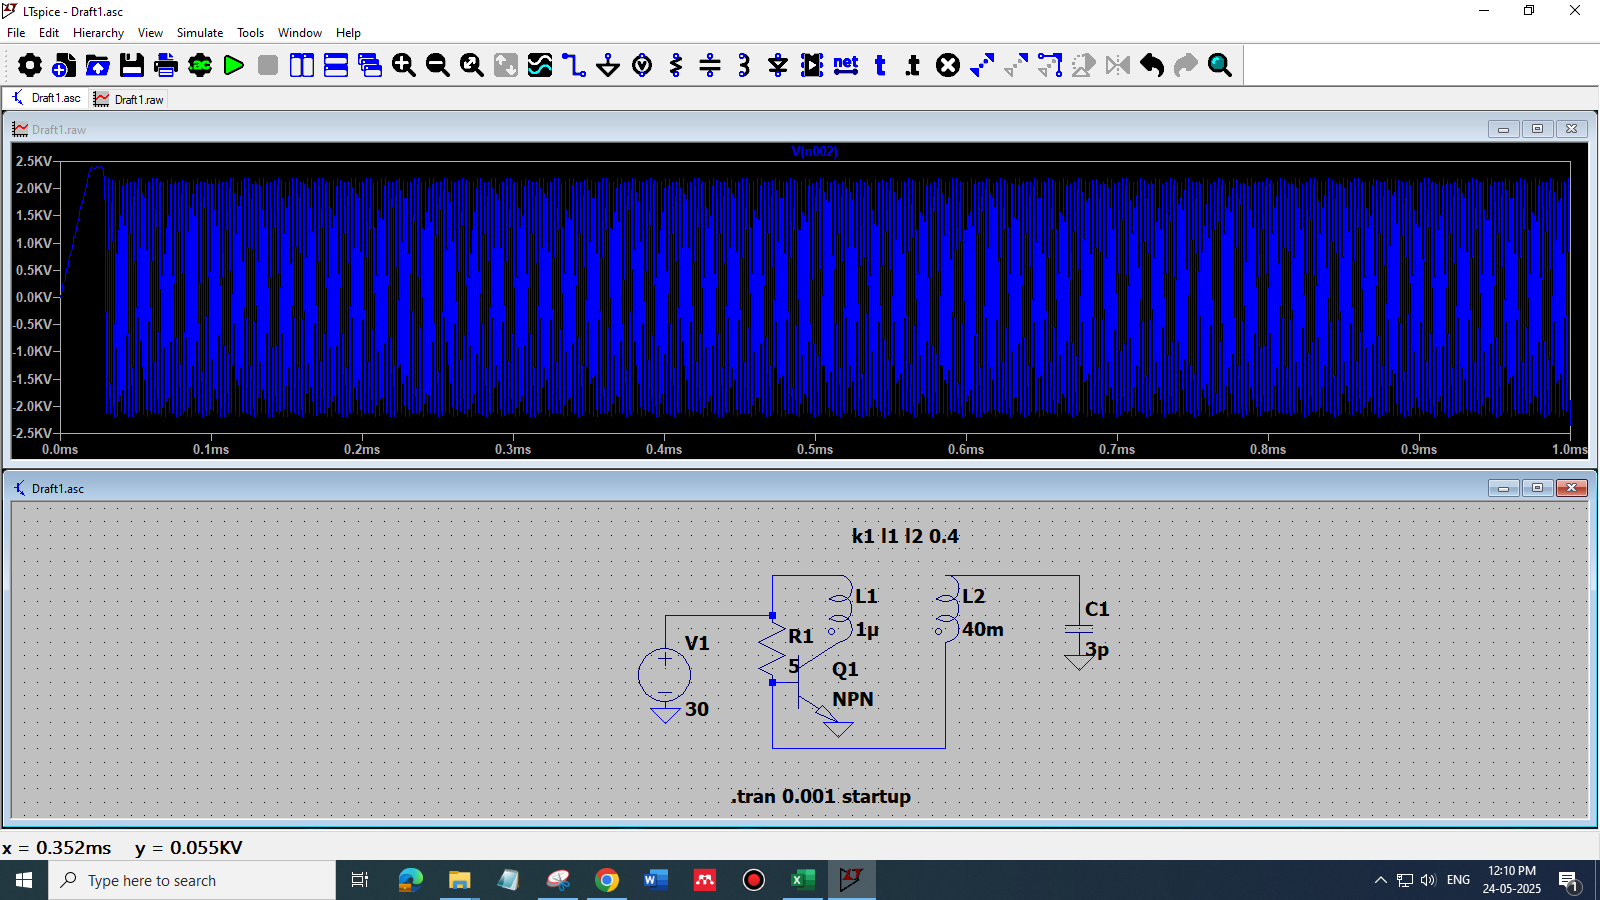 LTspice - Draft1.asc
File Edit Hierarchy View Simulate Tools Window Help
.ac net t .t
Draft1.asc Draft1.raw
Draft1.raw
V(n002)
2.5KV
2.0KV
1.5KV
1.0KV
0.5KV
0.0KV
-0.5KV
-1.0KV
-1.5KV
-2.0KV
-2.5KV
0.0ms 0.1ms 0.2ms 0.3ms 0.4ms 0.5ms 0.6ms 0.7ms 0.8ms 0.9ms 1.0ms
Draft1.asc
k1 l1 l2 0.4
L1
1µ
L2
40m
C1
3p
R1
5
V1
30
Q1
NPN
.tran 0.001 startup
x = 0.352ms y = 0.055KV
Type here to search
ENG
12:10 PM
24-05-2025
1